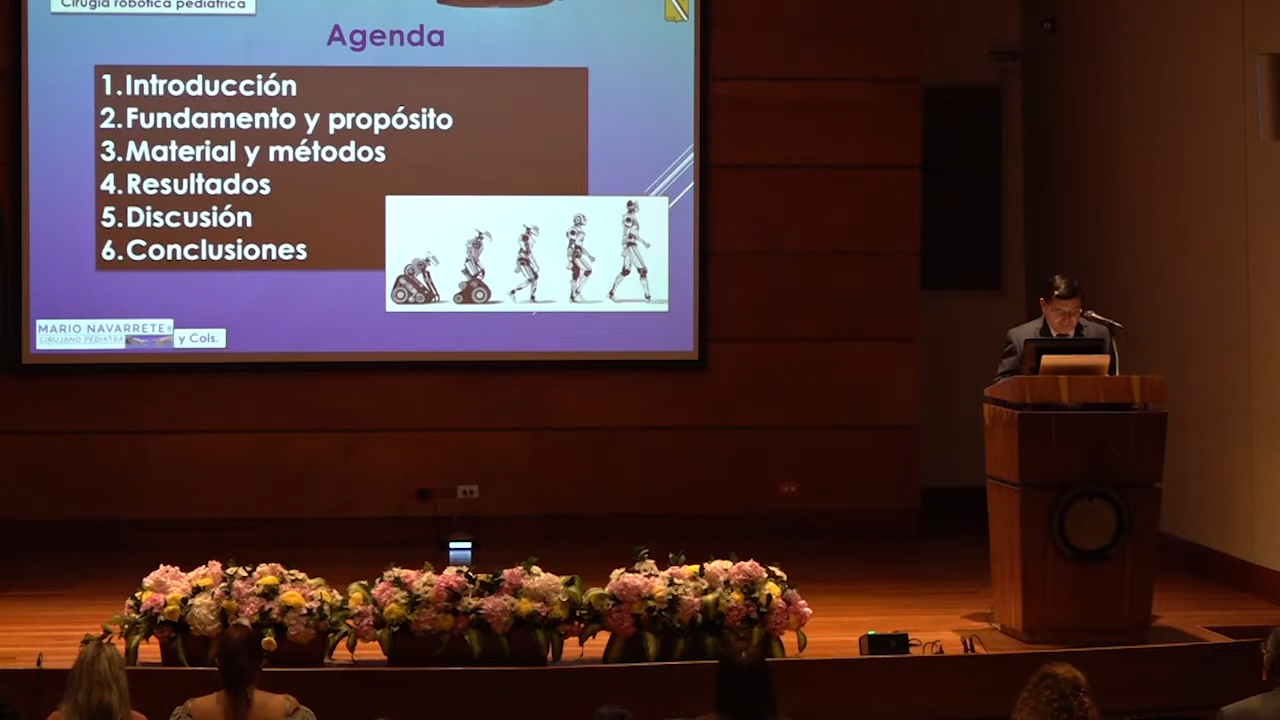 Cirugía robótica pediátrica
Agenda
1.Introducción
2.Fundamento y propósito
3.Material y métodos
4.Resultados
5.Discusión
6.Conclusiones
MARIO NAVARRETE
CIRUJANO PEDIATRA
y Cols.